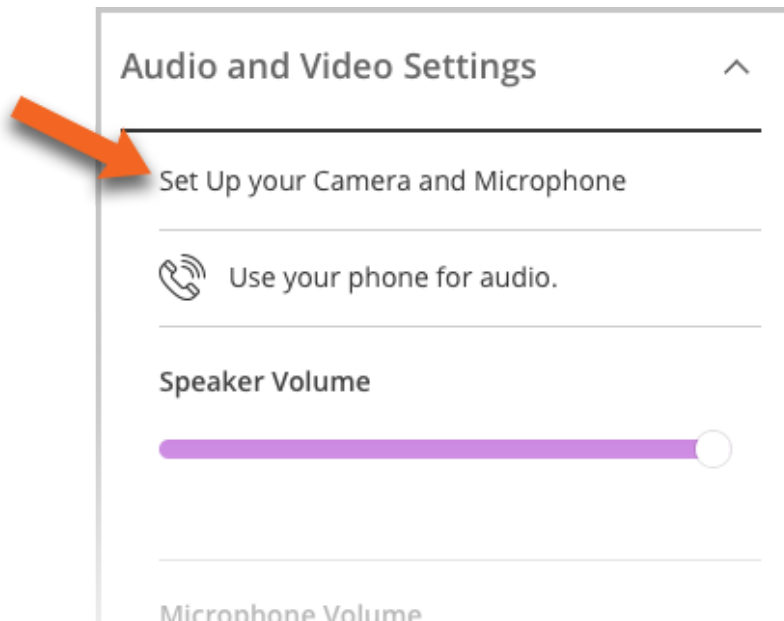 Audio and Video Settings
Set Up your Camera and Microphone
Use your phone for audio.
Speaker Volume
Microphone Volume